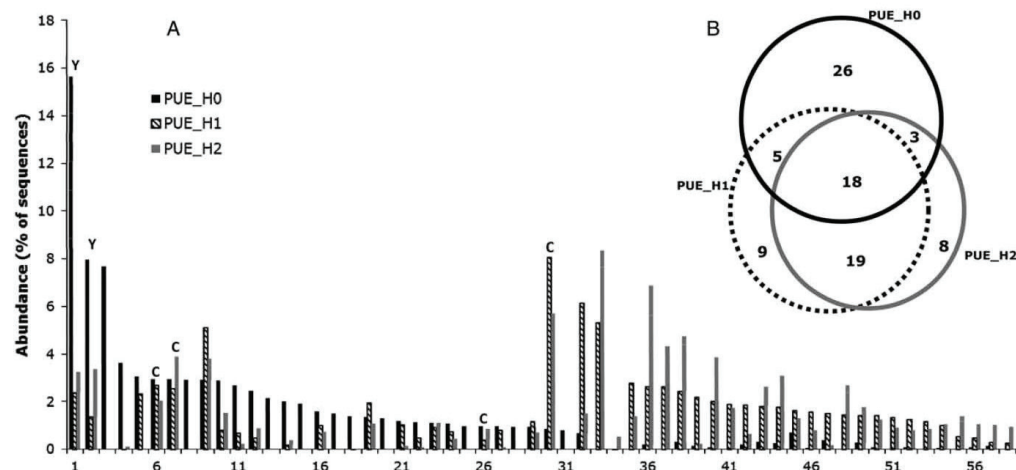 A
B
PUE_H0
18
16
14
12
10
8
6
4
2
0
Abundance (% of sequences)
Y
Y
C
C
C
C
PUE_H0
PUE_H1
PUE_H2
26
5
3
18
PUE_H1
9
19
8
PUE_H2
1
6
11
16
21
26
31
36
41
46
51
56